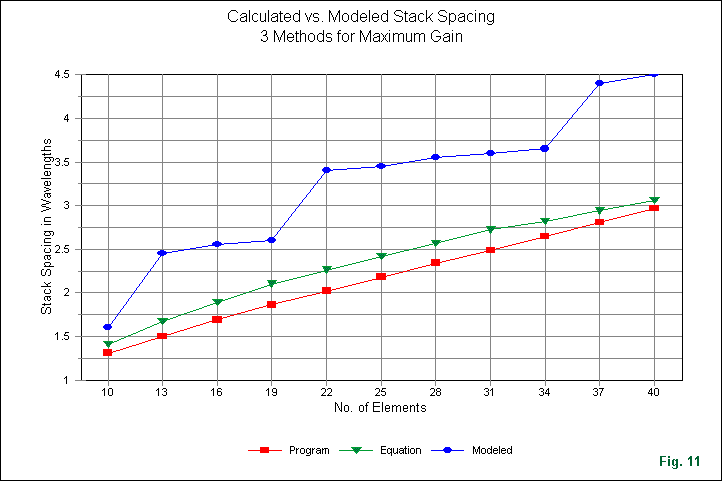 Calculated vs. Modeled Stack Spacing
3 Methods for Maximum Gain
Stack Spacing in Wavelengths
4.5
4
3.5
3
2.5
2
1.5
1
10 13 16 19 22 25 28 31 34 37 40
No. of Elements
Program Equation Modeled
Fig. 11